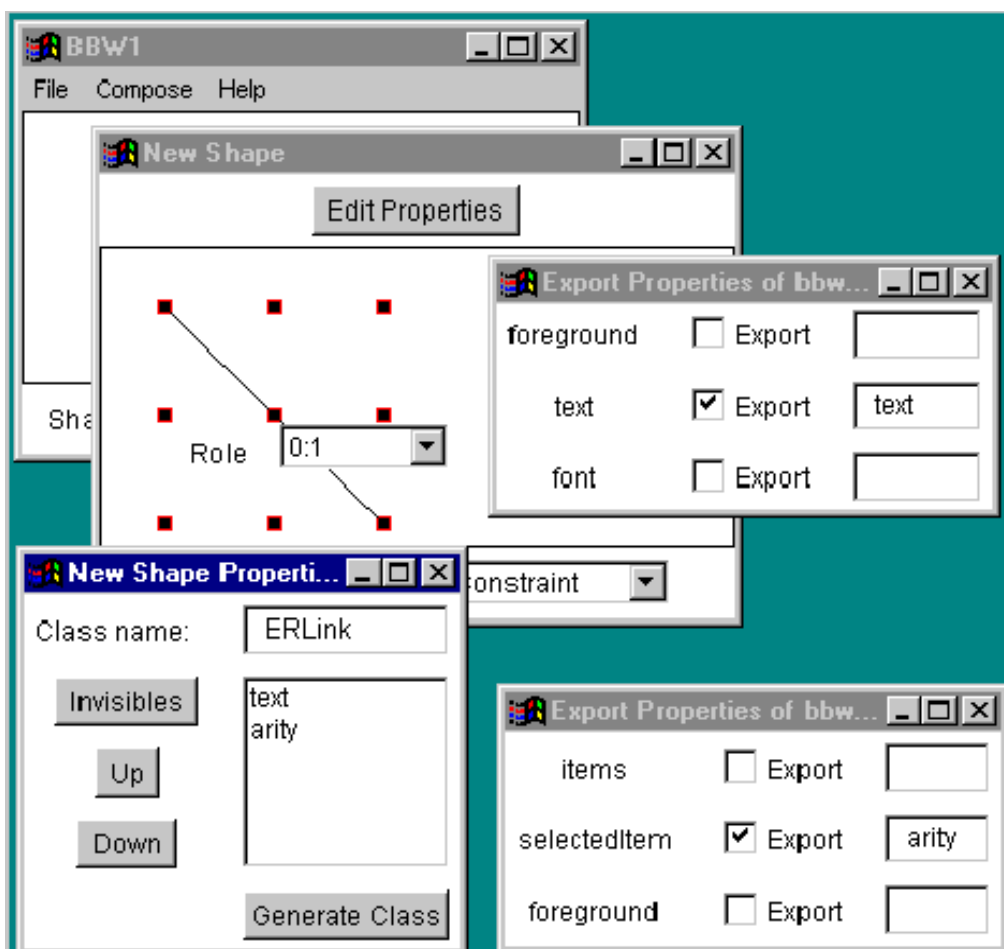 BBW1
File Compose Help
New Shape
Edit Properties
Export Properties of bbw...
foreground Export
text Export text
font Export
Role 0:1
Sha
onstraint
New Shape Properti...
Class name: ERLink
Invisibles
text
arity
Up
Down
Generate Class
Export Properties of bbw...
items Export
selectedItem Export arity
foreground Export